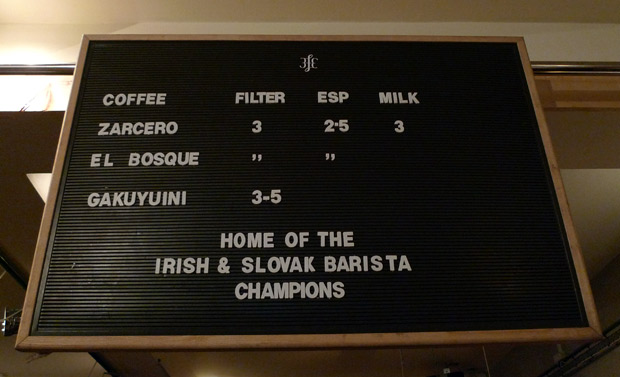 3fE
COFFEE FILTER ESP MILK
ZARCERO 3 2·5 3
EL BOSQUE " "
GAKUYUINI 3-5
HOME OF THE
IRISH & SLOVAK BARISTA
CHAMPIONS